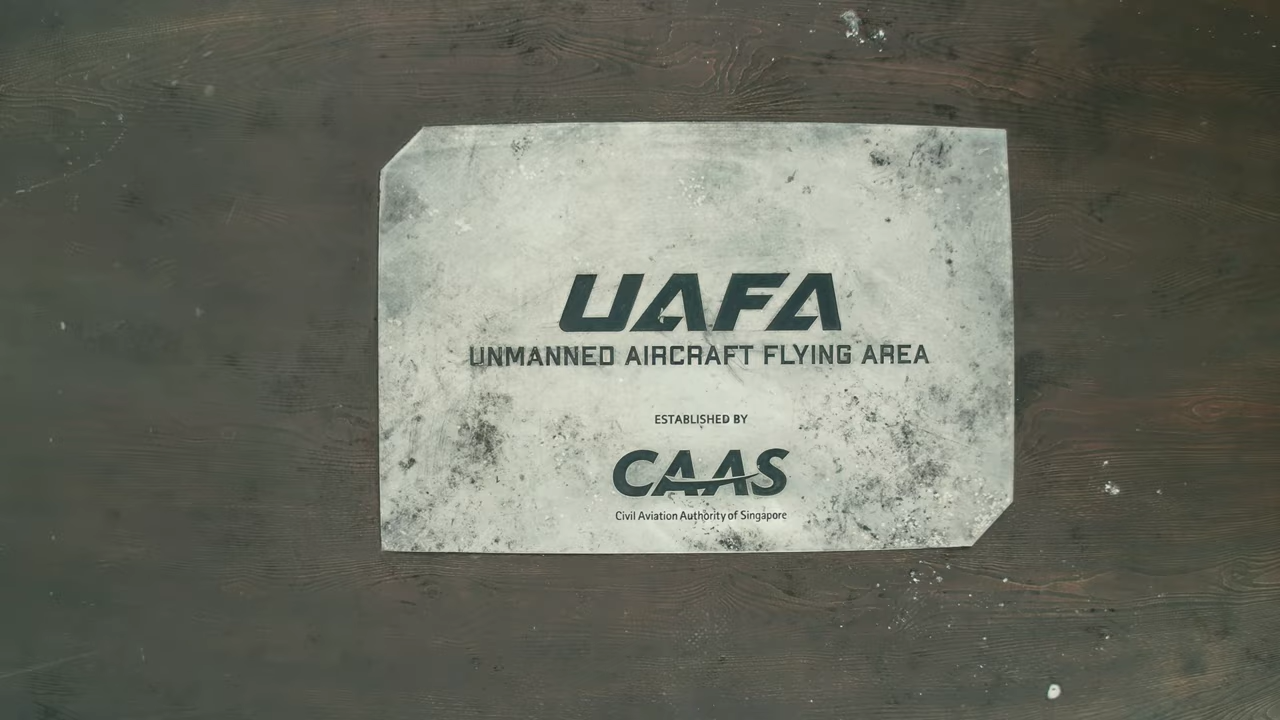 UAFA
UNMANNED AIRCRAFT FLYING AREA
ESTABLISHED BY
CAAS
Civil Aviation Authority of Singapore